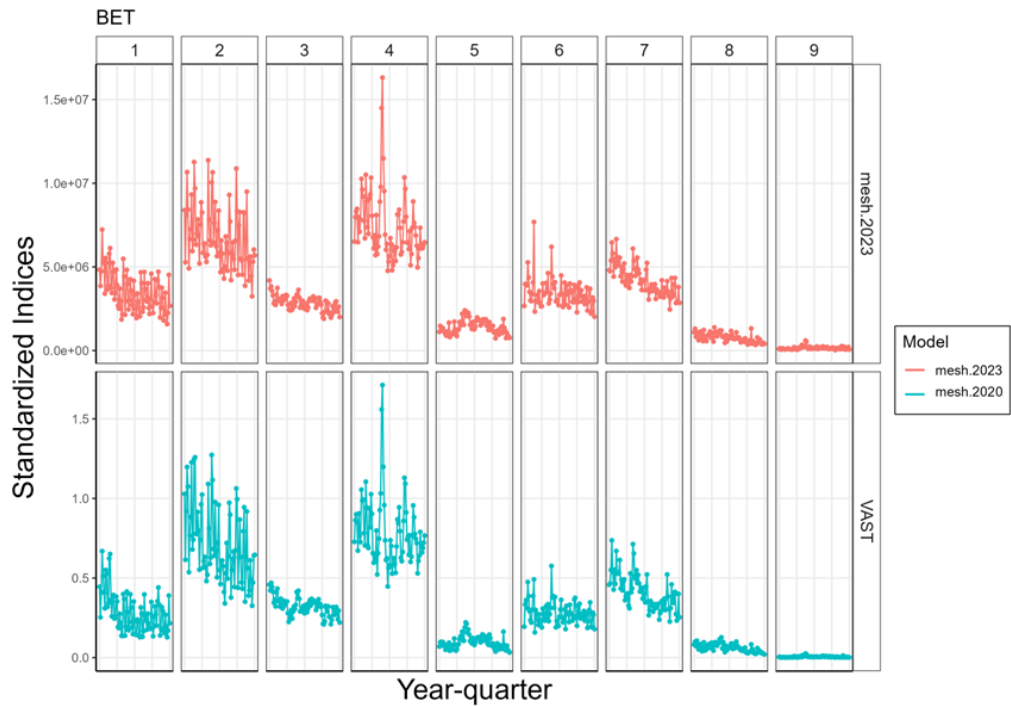 BET
1 2 3 4 5 6 7 8 9
1.5e+07
1.0e+07
5.0e+06
0.0e+00
mesh.2023
1.5
1.0
0.5
0.0
VAST
Standardized Indices
Year-quarter
Model
mesh.2023
mesh.2020